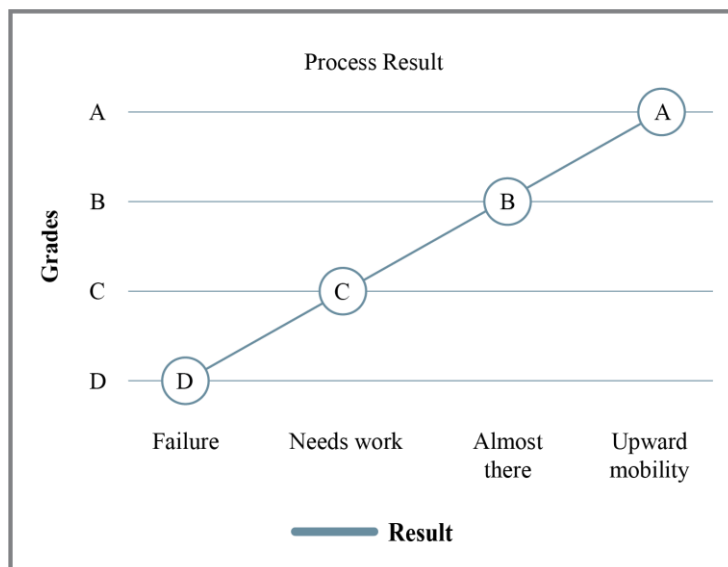 Process Result
A
A
B
B
Grades
C
C
D
D
Failure
Needs work
Almost
there
Upward
mobility
Result